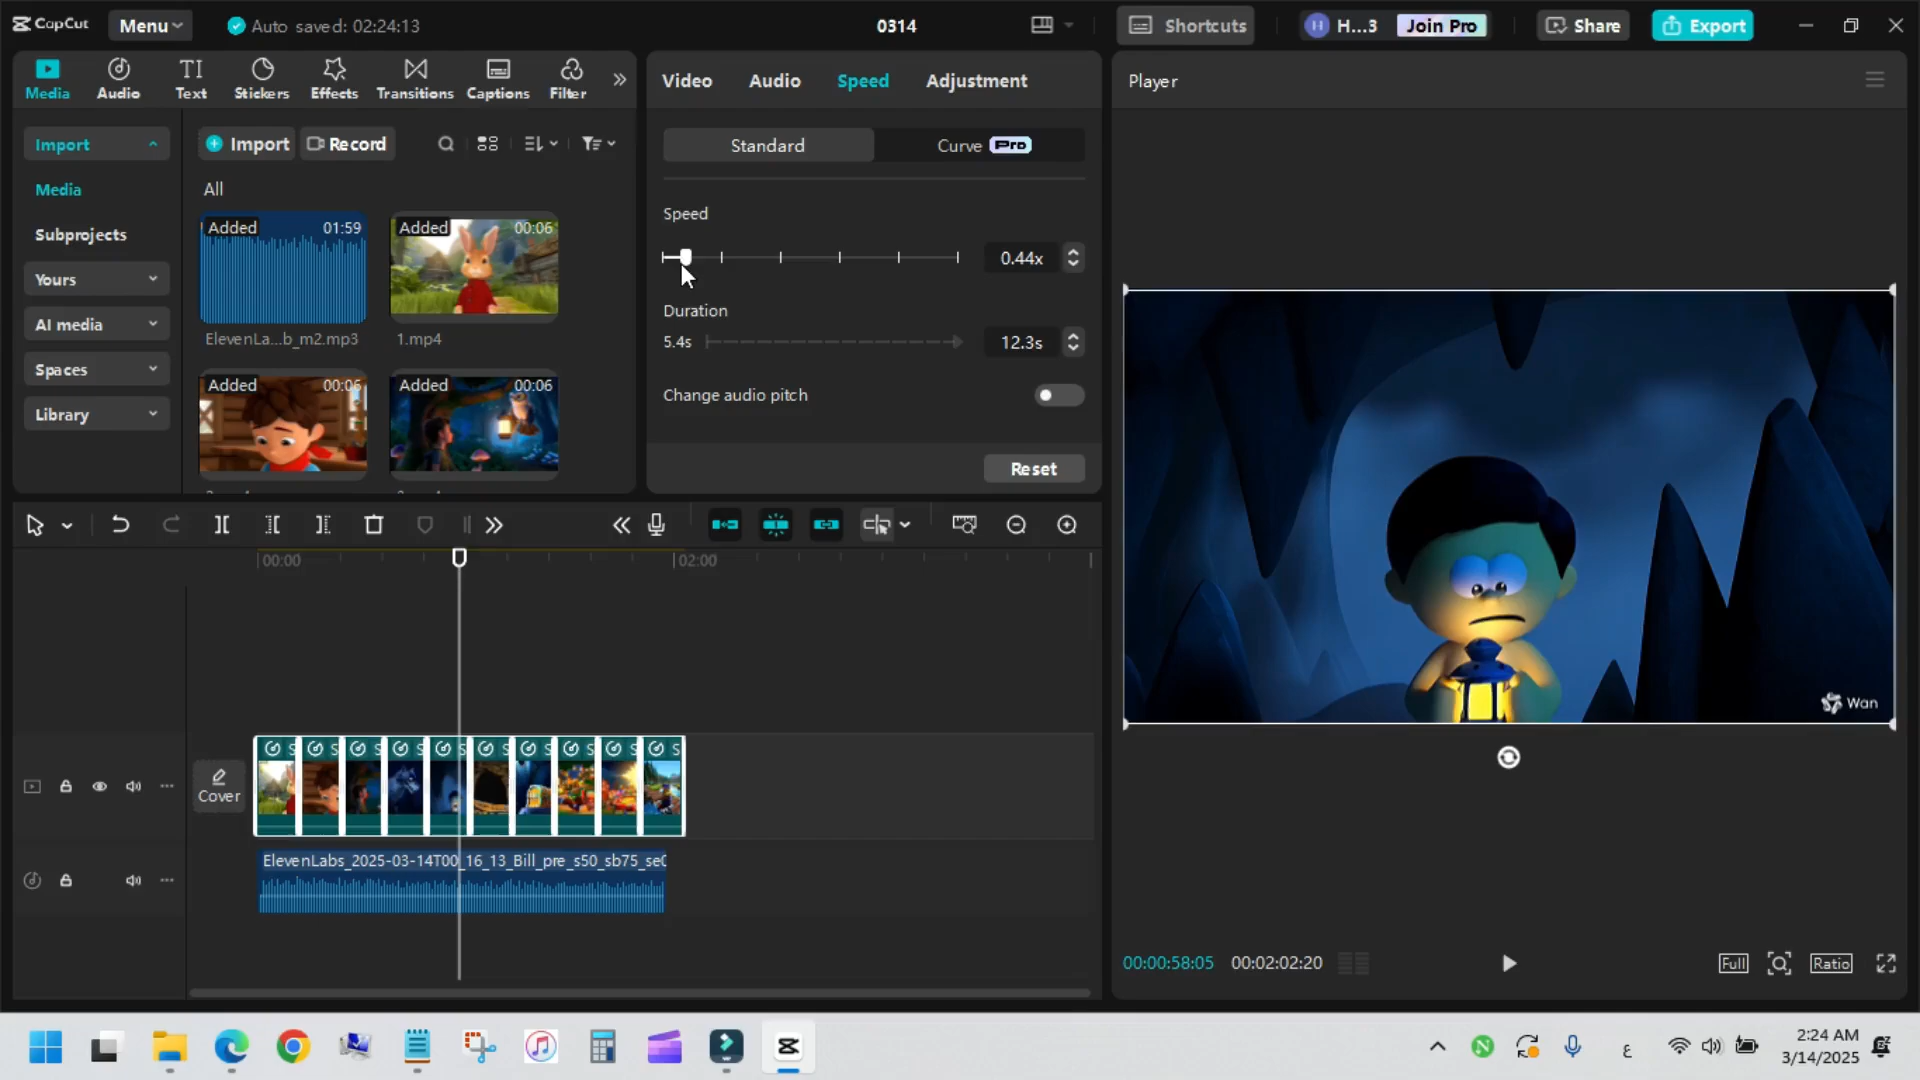 CapCut
Menu
Auto saved: 02:24:13
0314
Shortcuts
H
H...3
Join Pro
Share
Export
Media
Audio
Text
Stickers
Effects
Transitions
Captions
Filter
Video
Audio
Speed
Adjustment
Player
Import
Import
Record
Standard
Curve
Pro
Media
All
Subprojects
Added 01:59
Added 00:06
Speed
0.44x
Yours
AI media
ElevenLa...b_m2.mp3
1.mp4
Duration
5.4s
12.3s
Spaces
Added 00:06
Added 00:06
Change audio pitch
Library
Reset
00:00
02:00
Cover
ElevenLabs_2025-03-14T00_16_13_Bill_pre_s50_sb75_se0
Wan
00:00:58:05
00:02:02:20
Full
Ratio
ع
2:24 AM
3/14/2025